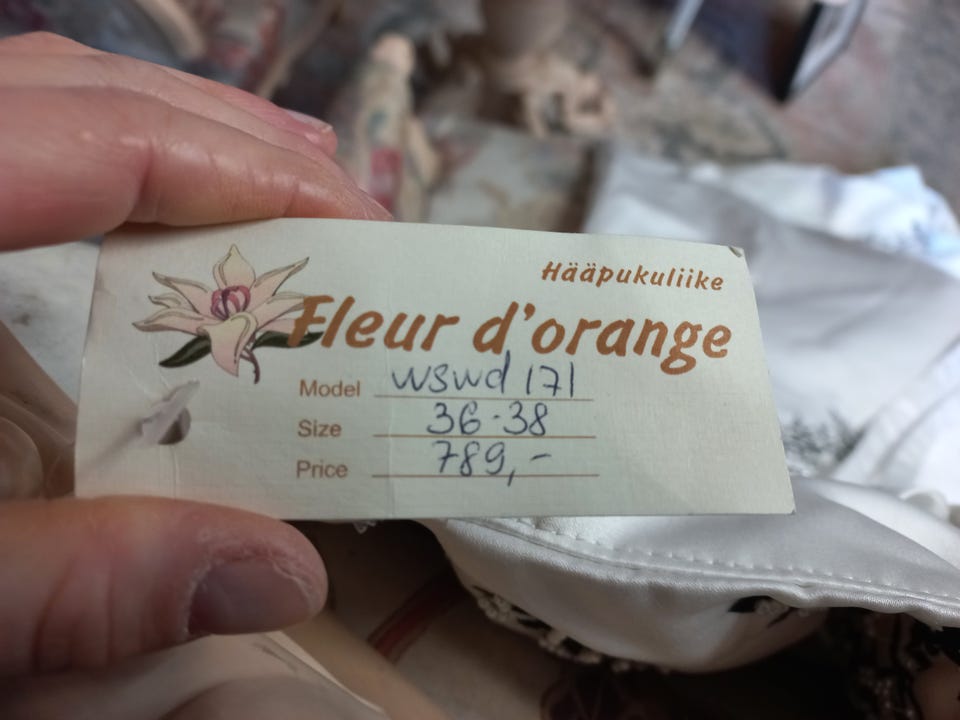 Hääpukuliike
Fleur d'orange
Model wswd 171
Size 36-38
Price 789,-